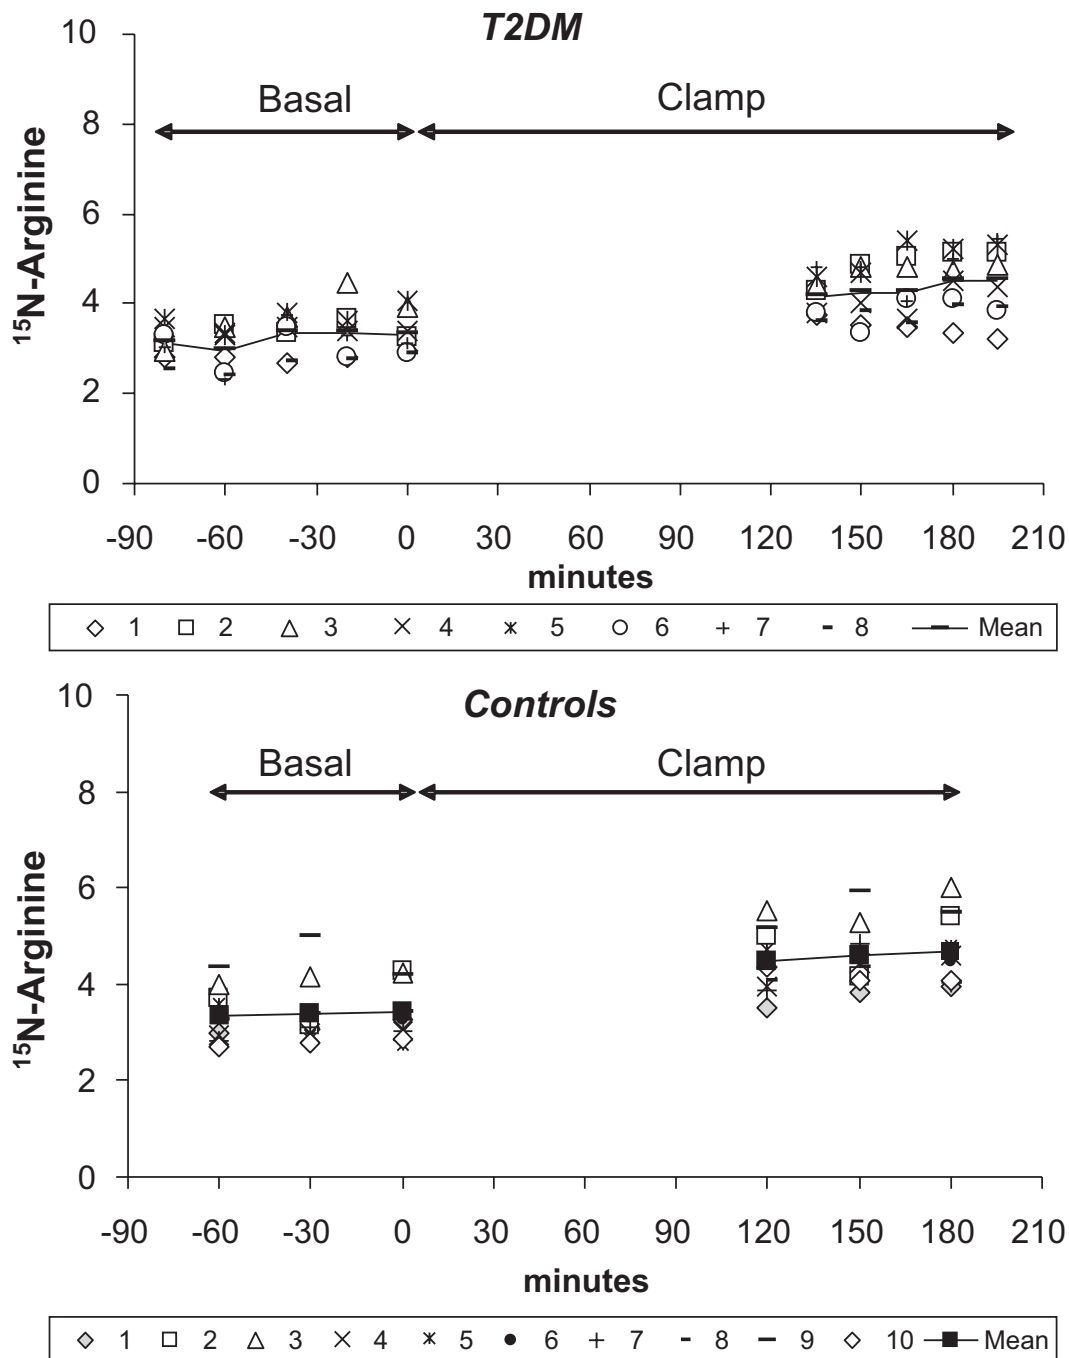 T2DM
10
8
6
4
2
0
¹⁵N-Arginine
Basal
Clamp
-90 -60 -30 0 30 60 90 120 150 180 210
minutes
1 2 3 4 5 6 7 8 Mean
Controls
10
8
6
4
2
0
¹⁵N-Arginine
Basal
Clamp
-90 -60 -30 0 30 60 90 120 150 180 210
minutes
1 2 3 4 5 6 7 8 9 10 Mean